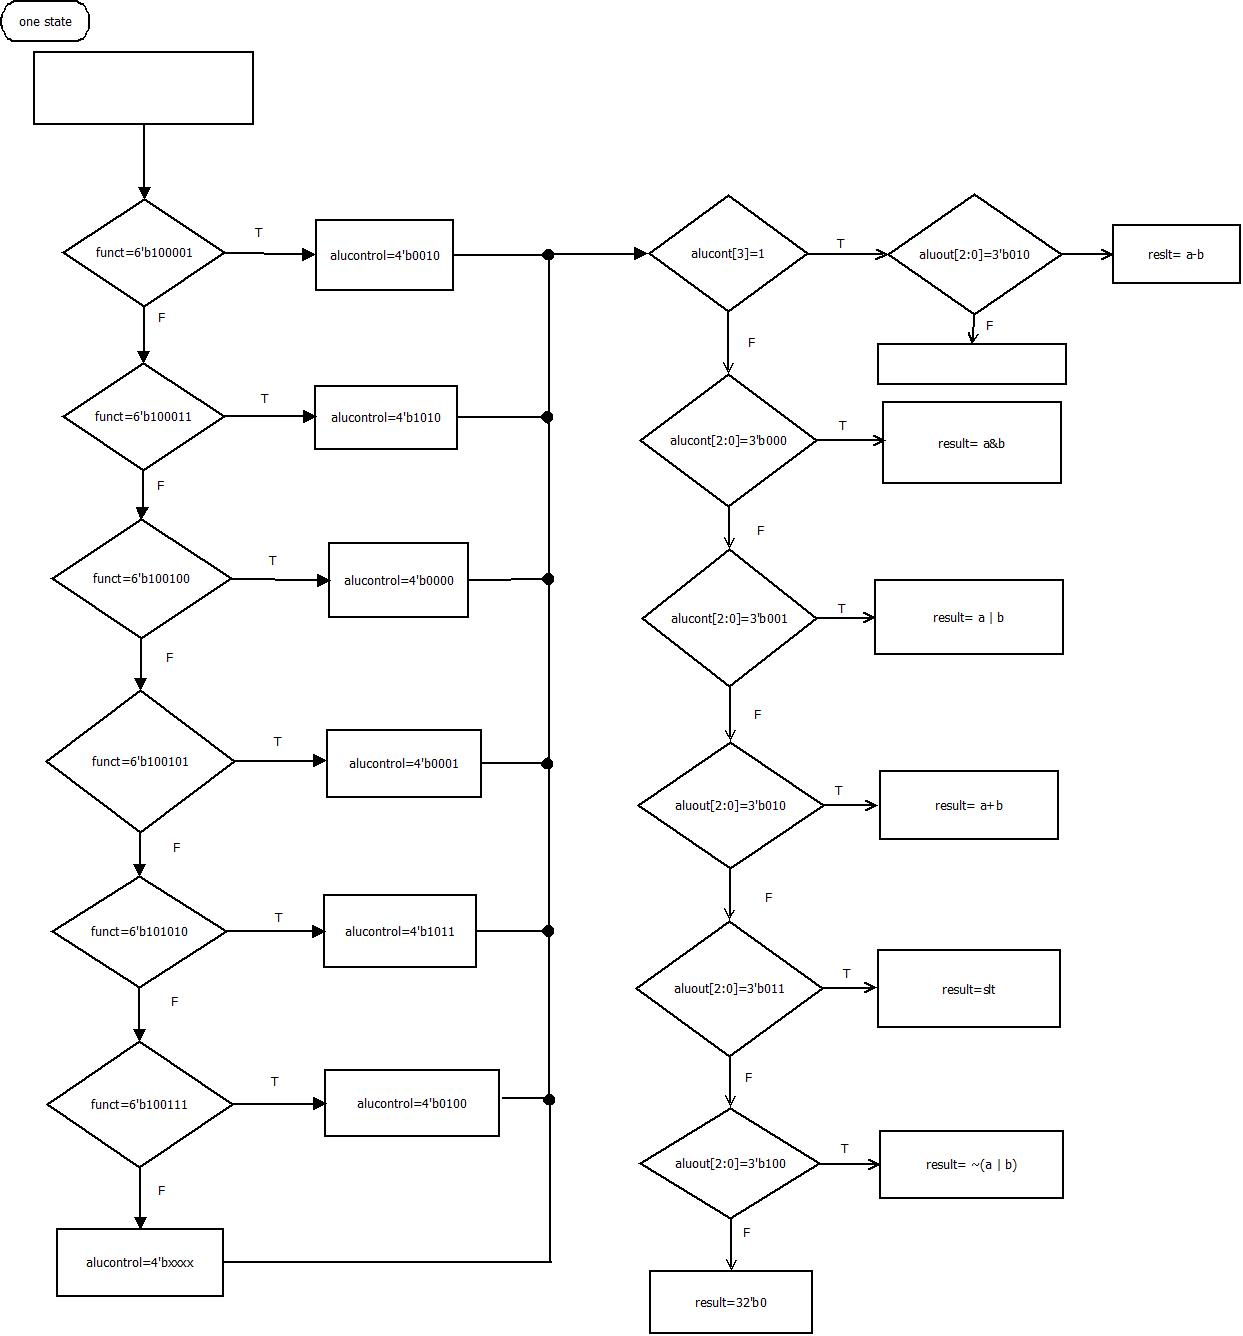 one state
funct=6'b100001
T
alucontrol=4'b0010
F
funct=6'b100011
T
alucontrol=4'b1010
F
funct=6'b100100
T
alucontrol=4'b0000
F
funct=6'b100101
T
alucontrol=4'b0001
F
funct=6'b101010
T
alucontrol=4'b1011
F
funct=6'b100111
T
alucontrol=4'b0100
F
alucontrol=4'bxxxx
alucont[3]=1
T
aluout[2:0]=3'b010
reslt= a-b
F
F
alucont[2:0]=3'b000
T
result= a&b
F
alucont[2:0]=3'b001
T
result= a | b
F
aluout[2:0]=3'b010
T
result= a+b
F
aluout[2:0]=3'b011
T
result=slt
F
aluout[2:0]=3'b100
T
result= ~(a | b)
F
result=32'b0